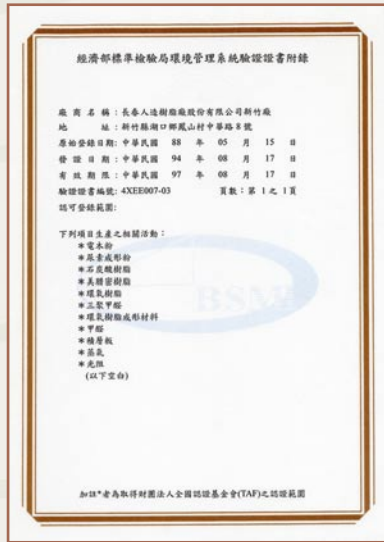 經濟部標準檢驗局環境管理系統驗證證書附錄
廠商名稱：長春人造樹脂廠股份有限公司新竹廠
地址：新竹縣湖口鄉鳳山村中華路8號
原始登錄日期：中華民國 88 年 05 月 15 日
發證日期：中華民國 94 年 08 月 17 日
有效期限：中華民國 97 年 08 月 17 日
驗證證書編號：4XEE007-03 頁數：第 1 之 1頁
認可登錄範圍：
下列項目生產之相關活動：
*電木粉
*尿素成形粉
*石炭酸樹脂
*美耐密樹脂
*環氧樹脂
*三聚甲醛
*環氧樹脂成形材料
*甲醛
*積層板
*蒸氣
*光阻
(以下空白)
BSMI
加註*者為取得財團法人全國認證基金會(TAF)之認證範圍